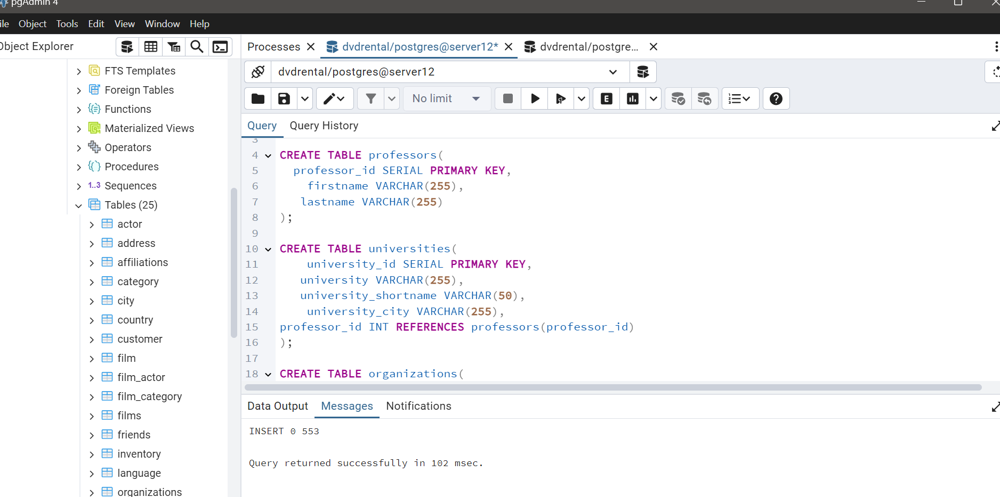 pgAdmin 4
ile Object Tools Edit View Window Help
Object Explorer
Processes
dvdrental/postgres@server12*
dvdrental/postgre...
FTS Templates
Foreign Tables
Functions
Materialized Views
Operators
Procedures
1..3 Sequences
Tables (25)
actor
address
affiliations
category
city
country
customer
film
film_actor
film_category
films
friends
inventory
language
organizations
dvdrental/postgres@server12
No limit
E
Query Query History
3
4 CREATE TABLE professors(
5 professor_id SERIAL PRIMARY KEY,
6 firstname VARCHAR(255),
7 lastname VARCHAR(255)
8 );
9
10 CREATE TABLE universities(
11 university_id SERIAL PRIMARY KEY,
12 university VARCHAR(255),
13 university_shortname VARCHAR(50),
14 university_city VARCHAR(255),
15 professor_id INT REFERENCES professors(professor_id)
16 );
17
18 CREATE TABLE organizations(
Data Output Messages Notifications
INSERT 0 553
Query returned successfully in 102 msec.